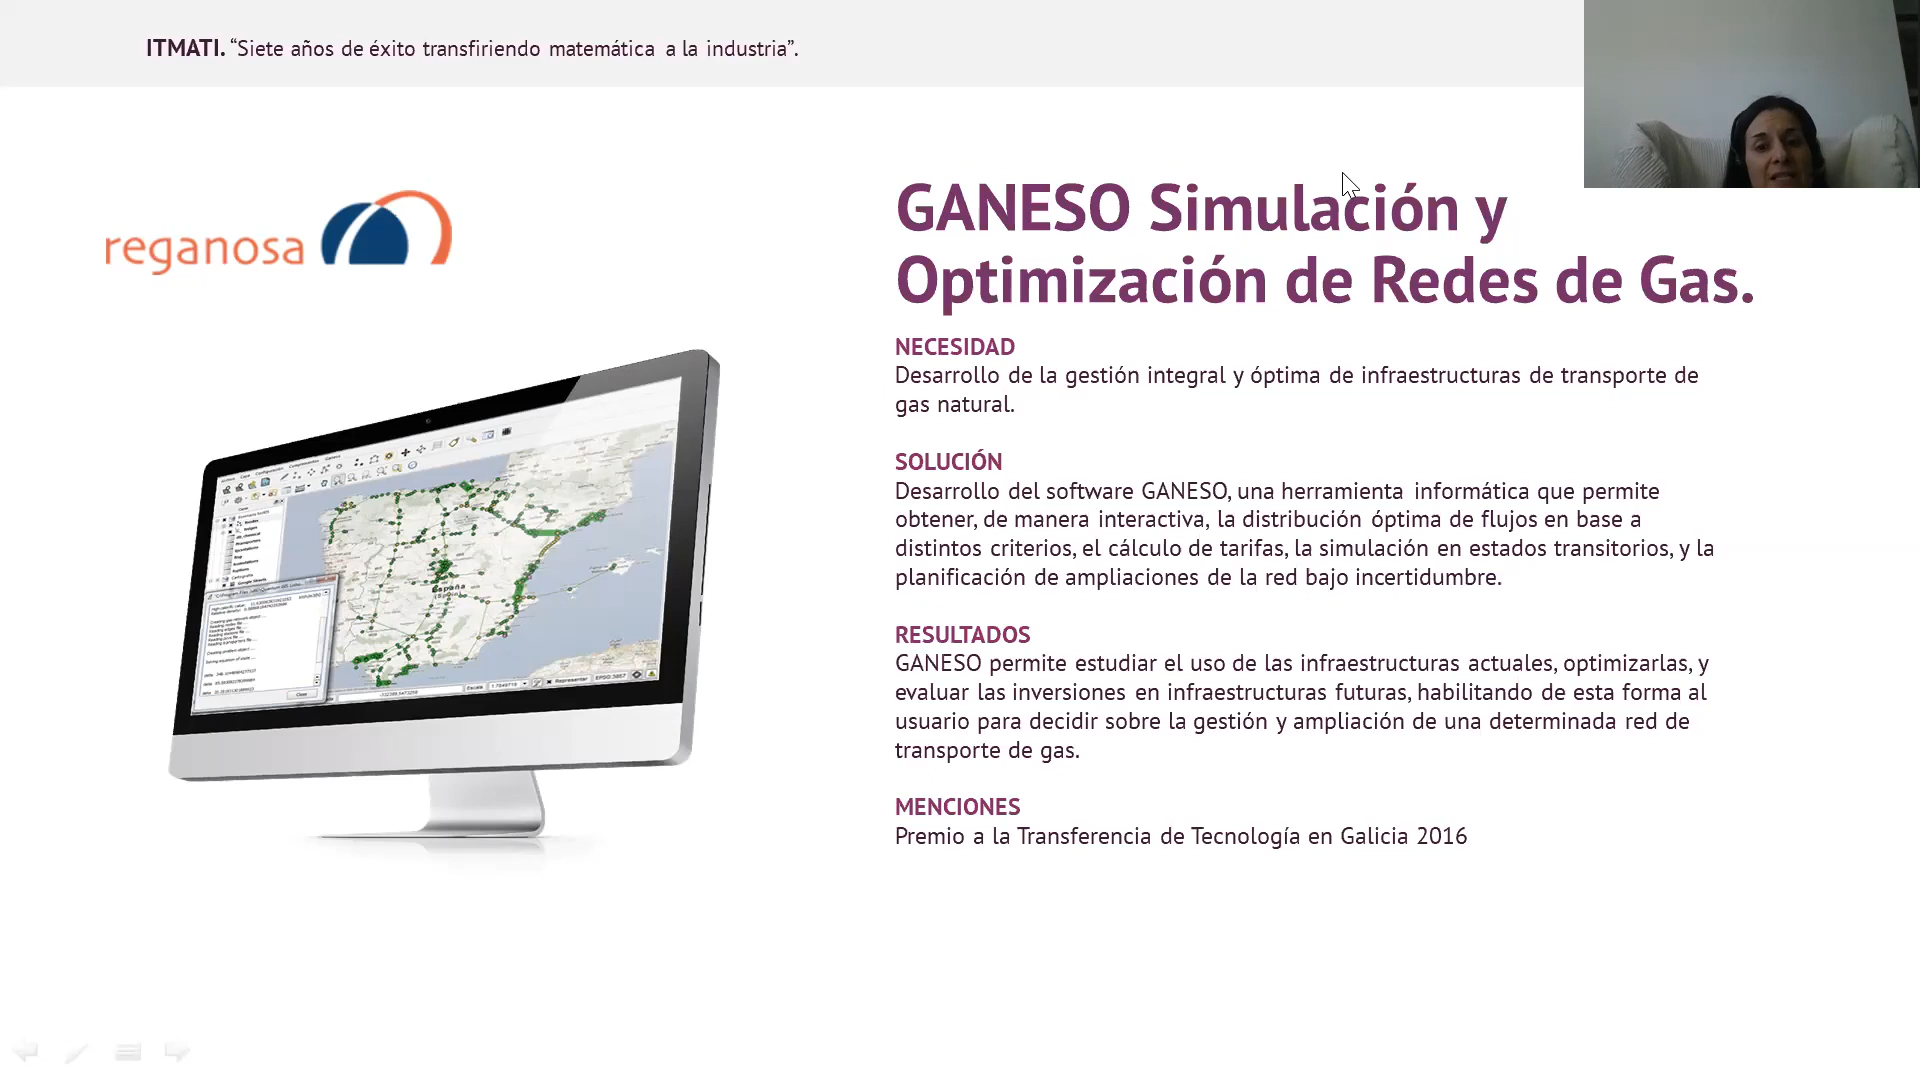 ITMATI. “Siete años de éxito transfiriendo matemática a la industria”.
reganosa
GANESO Simulación y
Optimización de Redes de Gas.
NECESIDAD
Desarrollo de la gestión integral y óptima de infraestructuras de transporte de
gas natural.
SOLUCIÓN
Desarrollo del software GANESO, una herramienta informática que permite
obtener, de manera interactiva, la distribución óptima de flujos en base a
distintos criterios, el cálculo de tarifas, la simulación en estados transitorios, y la
planificación de ampliaciones de la red bajo incertidumbre.
RESULTADOS
GANESO permite estudiar el uso de las infraestructuras actuales, optimizarlas, y
evaluar las inversiones en infraestructuras futuras, habilitando de esta forma al
usuario para decidir sobre la gestión y ampliación de una determinada red de
transporte de gas.
MENCIONES
Premio a la Transferencia de Tecnología en Galicia 2016
España
(Spain)